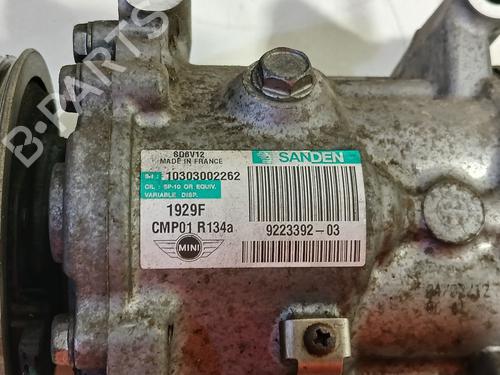 B-PARTS
SD6V12
MADE IN FRANCE
SANDEN
S#: 10303002262
OIL: SP-10 OR EQUIV.
VARIABLE DISP.
1929F
CMP01 R134a
9223392-03
MINI